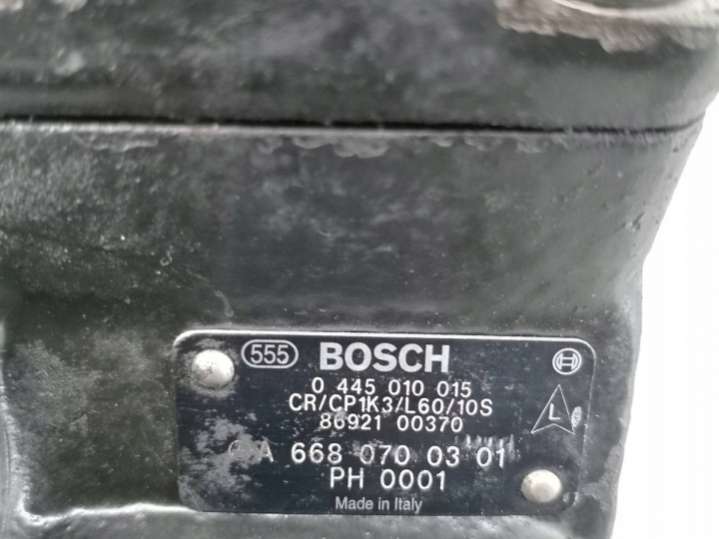 555 BOSCH
0 445 010 015
CR/CP1K3/L60/10S
86921 00370
A 668 070 03 01
PH 0001
L
Made in Italy